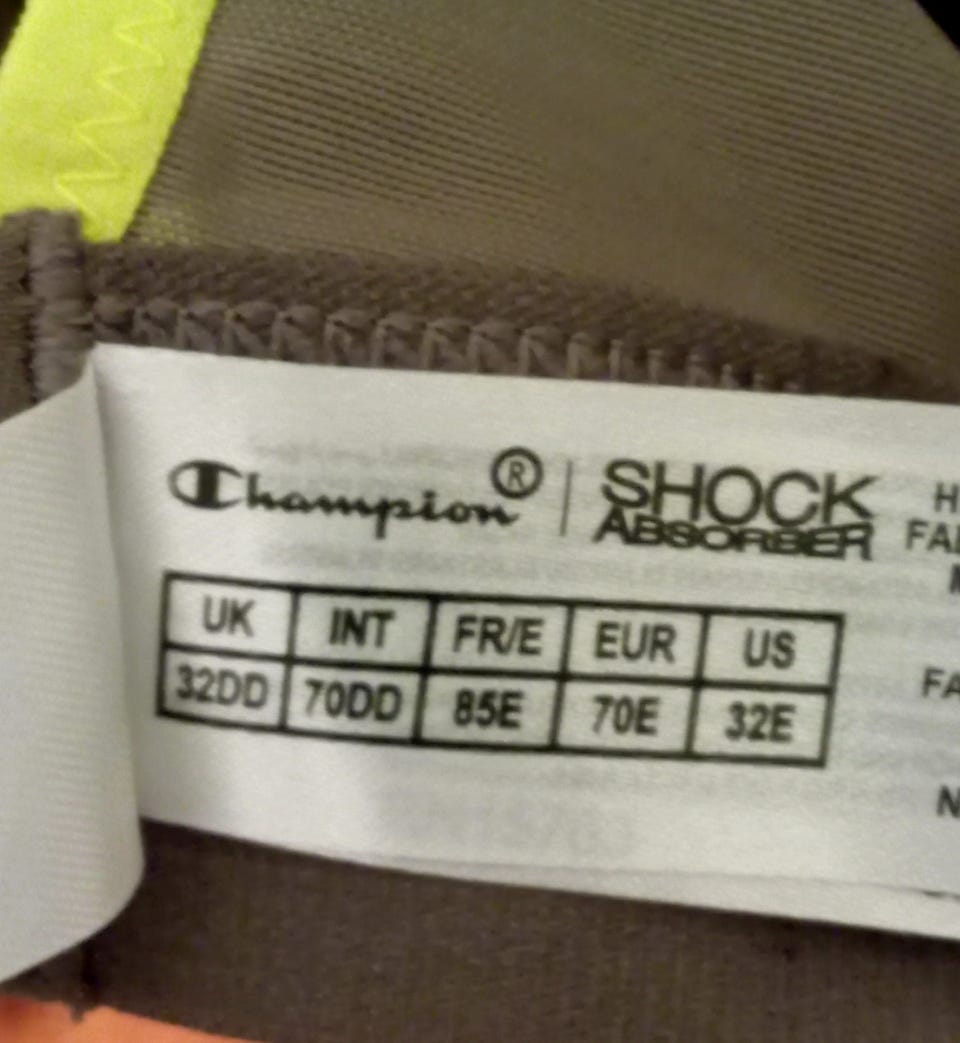 Champion® | SHOCK
ABSORBER
UK INT FR/E EUR US
32DD 70DD 85E 70E 32E